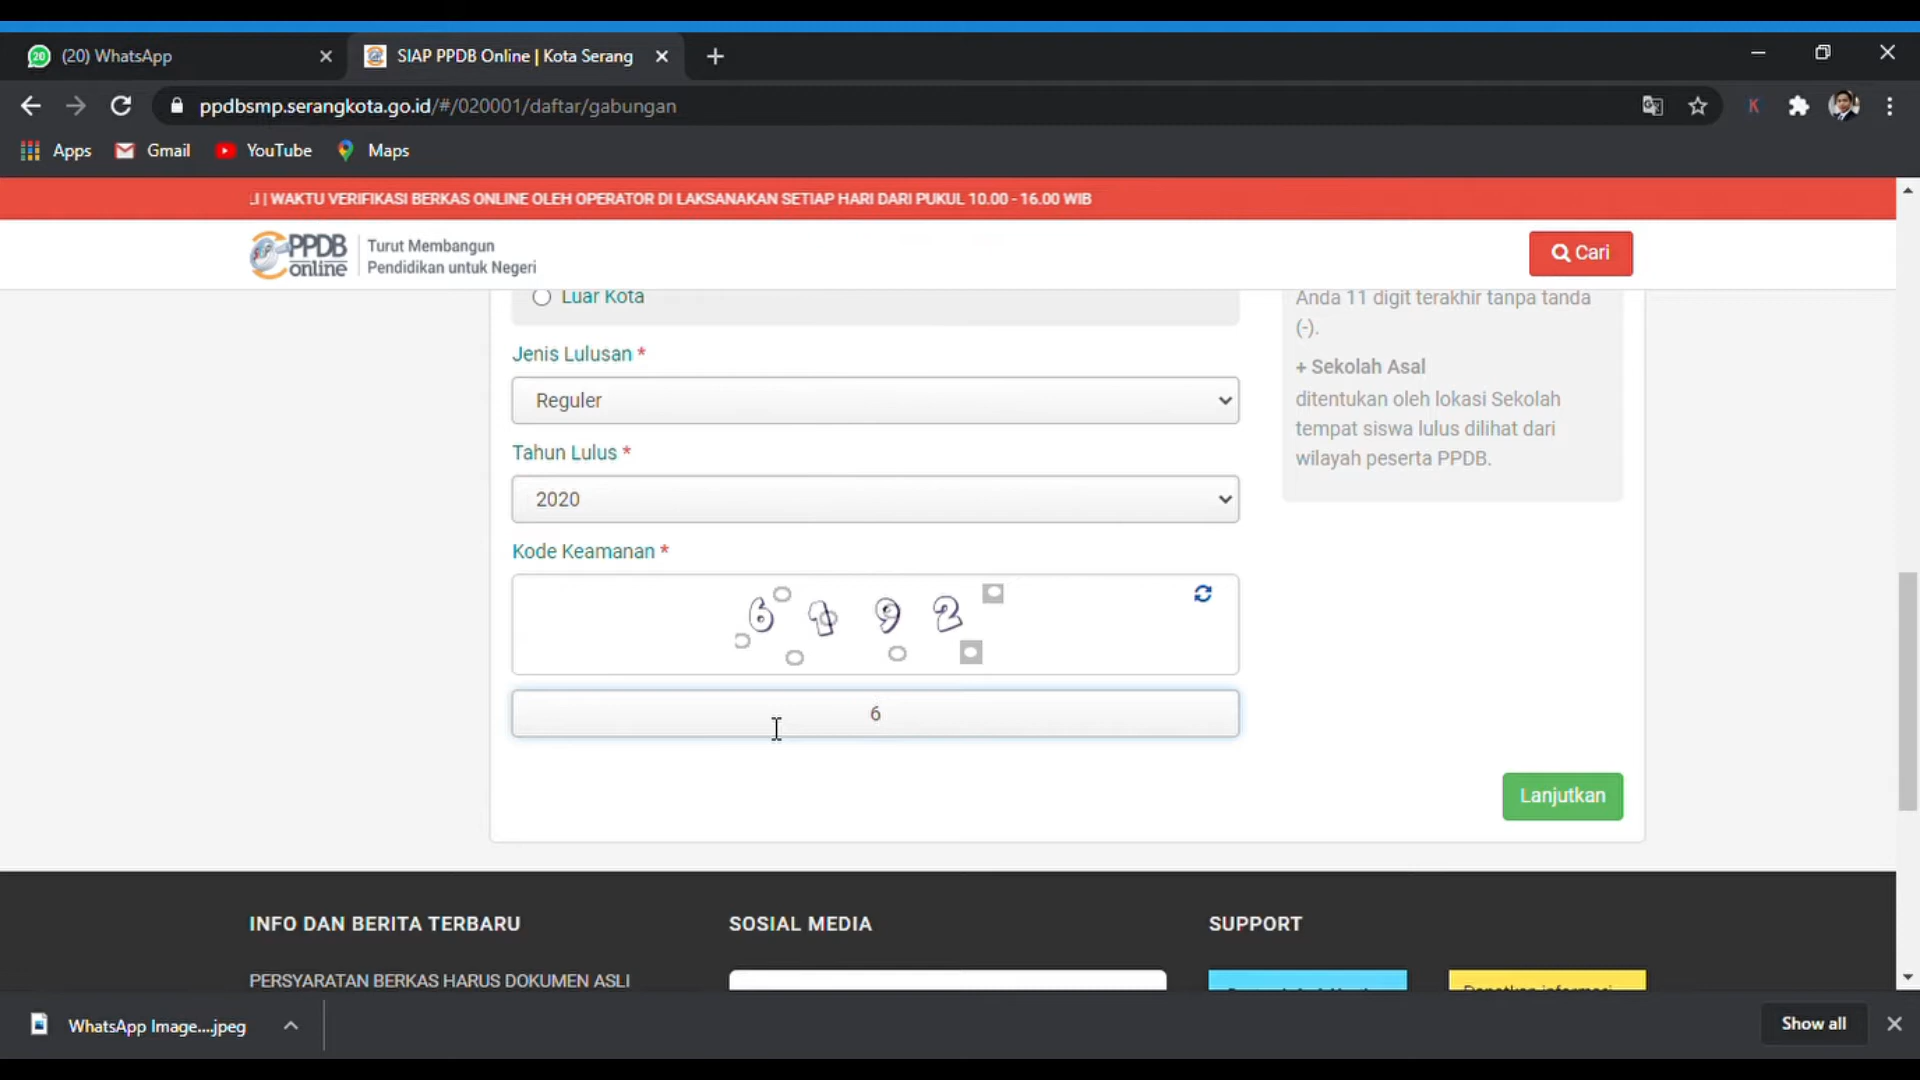 (20) WhatsApp
SIAP PPDB Online | Kota Serang
ppdbsmp.serangkota.go.id/#/020001/daftar/gabungan
Apps
Gmail
YouTube
Maps
| WAKTU VERIFIKASI BERKAS ONLINE OLEH OPERATOR DI LAKSANAKAN SETIAP HARI DARI PUKUL 10.00 - 16.00 WIB
PPDB
online
Turut Membangun
Pendidikan untuk Negeri
Cari
Luar Kota
Anda 11 digit terakhir tanpa tanda
(-).
Jenis Lulusan *
Reguler
+ Sekolah Asal
ditentukan oleh lokasi Sekolah
tempat siswa lulus dilihat dari
wilayah peserta PPDB.
Tahun Lulus *
2020
Kode Keamanan *
6 1 9 2
6
Lanjutkan
INFO DAN BERITA TERBARU
SOSIAL MEDIA
SUPPORT
PERSYARATAN BERKAS HARUS DOKUMEN ASLI
WhatsApp Image....jpeg
Show all